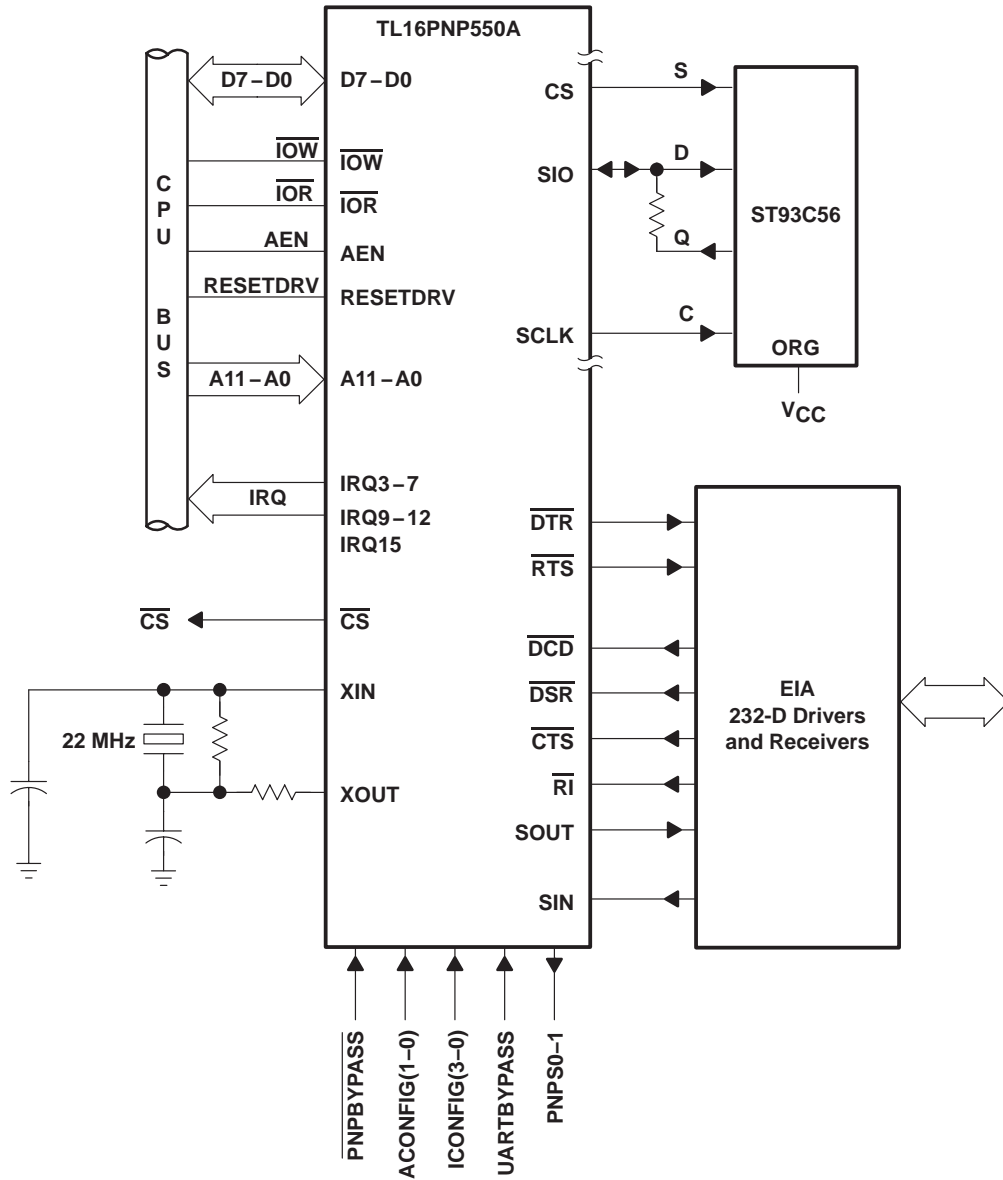 TL16PNP550A
D7–D0
D7–D0
CS
S
IOW
IOW
SIO
D
IOR
IOR
CPU BUS
ST93C56
AEN
AEN
Q
RESETDRV
RESETDRV
SCLK
C
ORG
A11–A0
A11–A0
VCC
IRQ
IRQ3–7
IRQ9–12
IRQ15
DTR
RTS
CS
CS
DCD
XIN
DSR
EIA
232-D Drivers
and Receivers
22 MHz
CTS
RI
XOUT
SOUT
SIN
PNPBYPASS
ACONFIG(1–0)
ICONFIG(3–0)
UARTBYPASS
PNPS0–1